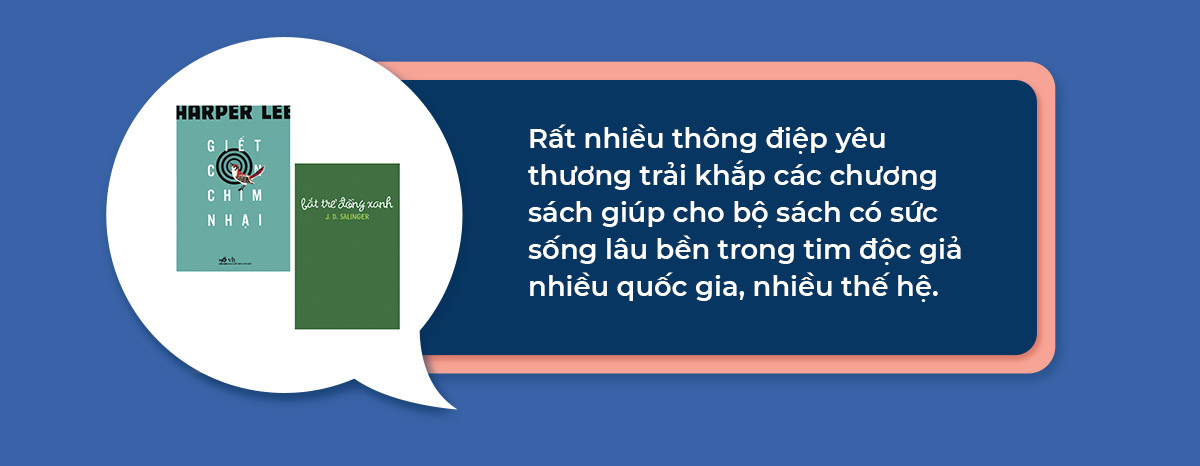 HARPER LEE
GIẾT
CON
CHIM
NHẠI
bắt trẻ đồng xanh
J. D. SALINGER
Rất nhiều thông điệp yêu
thương trải khắp các chương
sách giúp cho bộ sách có sức
sống lâu bền trong tim độc giả
nhiều quốc gia, nhiều thế hệ.